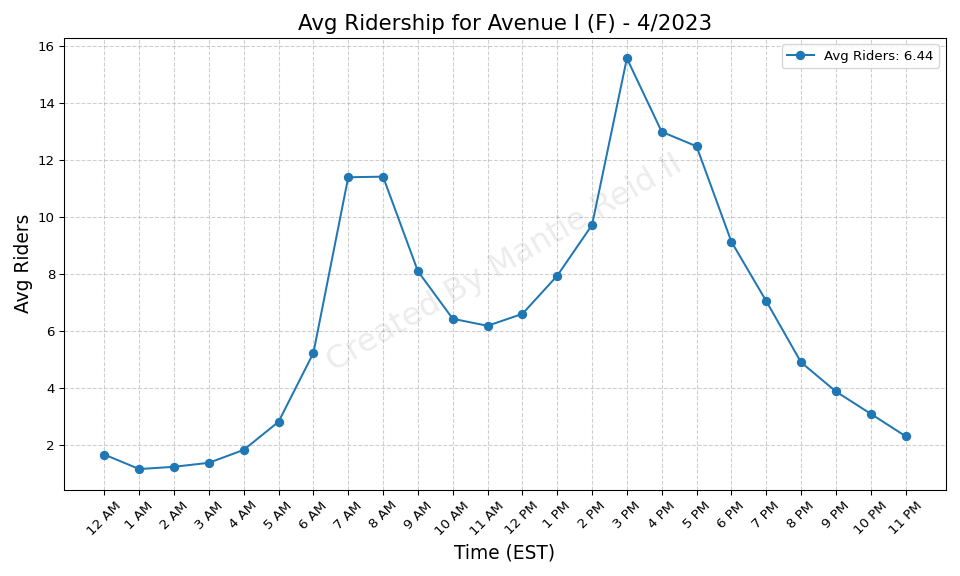 Avg Ridership for Avenue I (F) - 4/2023
Avg Riders: 6.44
Avg Riders
16
14
12
10
8
6
4
2
Created By Mantie Reid II
12 AM
1 AM
2 AM
3 AM
4 AM
5 AM
6 AM
7 AM
8 AM
9 AM
10 AM
11 AM
12 PM
1 PM
2 PM
3 PM
4 PM
5 PM
6 PM
7 PM
8 PM
9 PM
10 PM
11 PM
Time (EST)